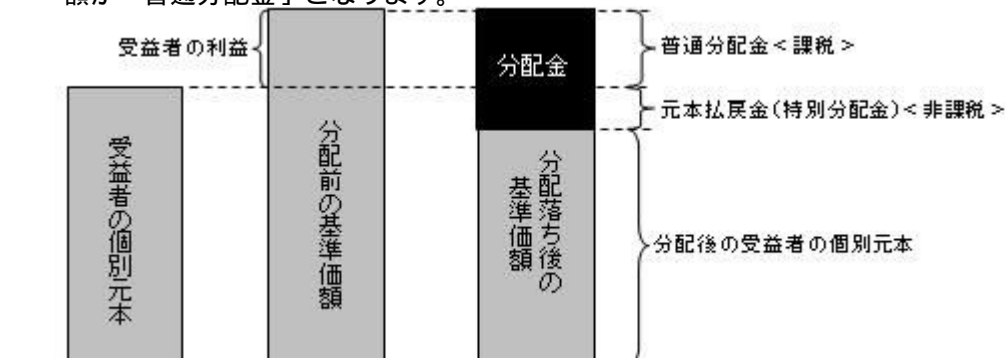 額が「普通分配金」となります。
受益者の利益
分配金
普通分配金＜課税＞
元本払戻金(特別分配金)＜非課税＞
受益者の個別元本
分配前の基準価額
分配落ち後の
基準価額
分配後の受益者の個別元本